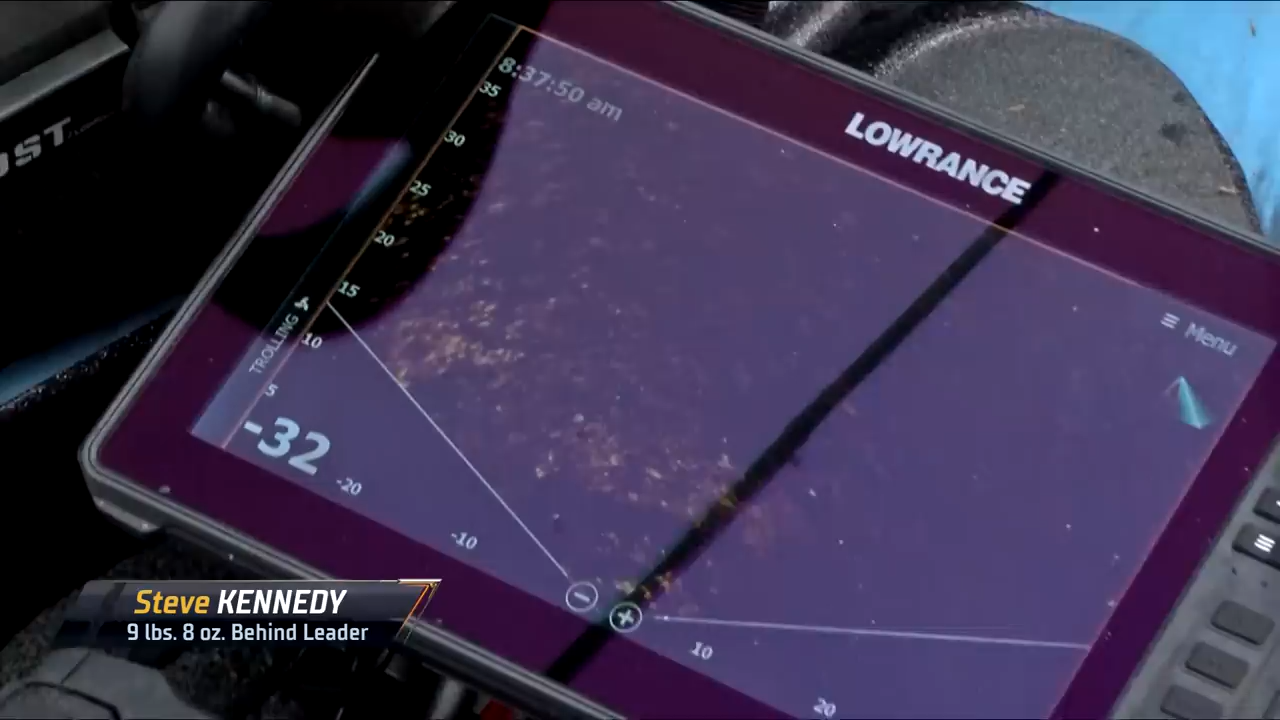 OST
8:37:50 am
LOWRANCE
35
30
25
20
15
10
5
TROLLING
Menu
-32
-20
-10
10
20
Steve KENNEDY
9 lbs. 8 oz. Behind Leader